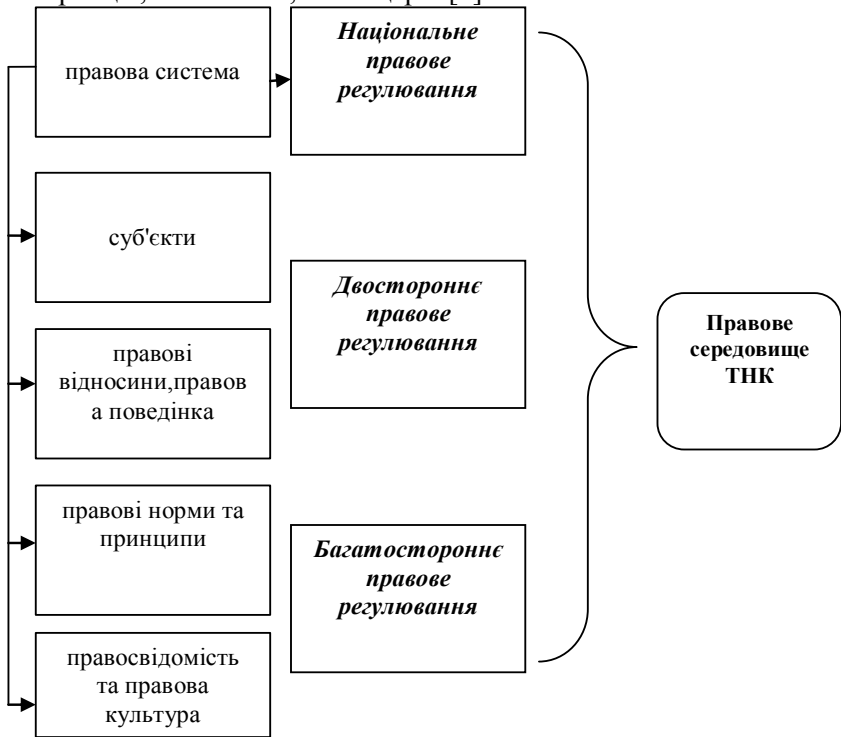 правова система
суб'єкти
правові
відносини,правов
а поведінка
правові норми та
принципи
правосвідомість
та правова
культура
Національне
правове
регулювання
Двостороннє
правове
регулювання
Багатостороннє
правове
регулювання
Правове
середовище
ТНК